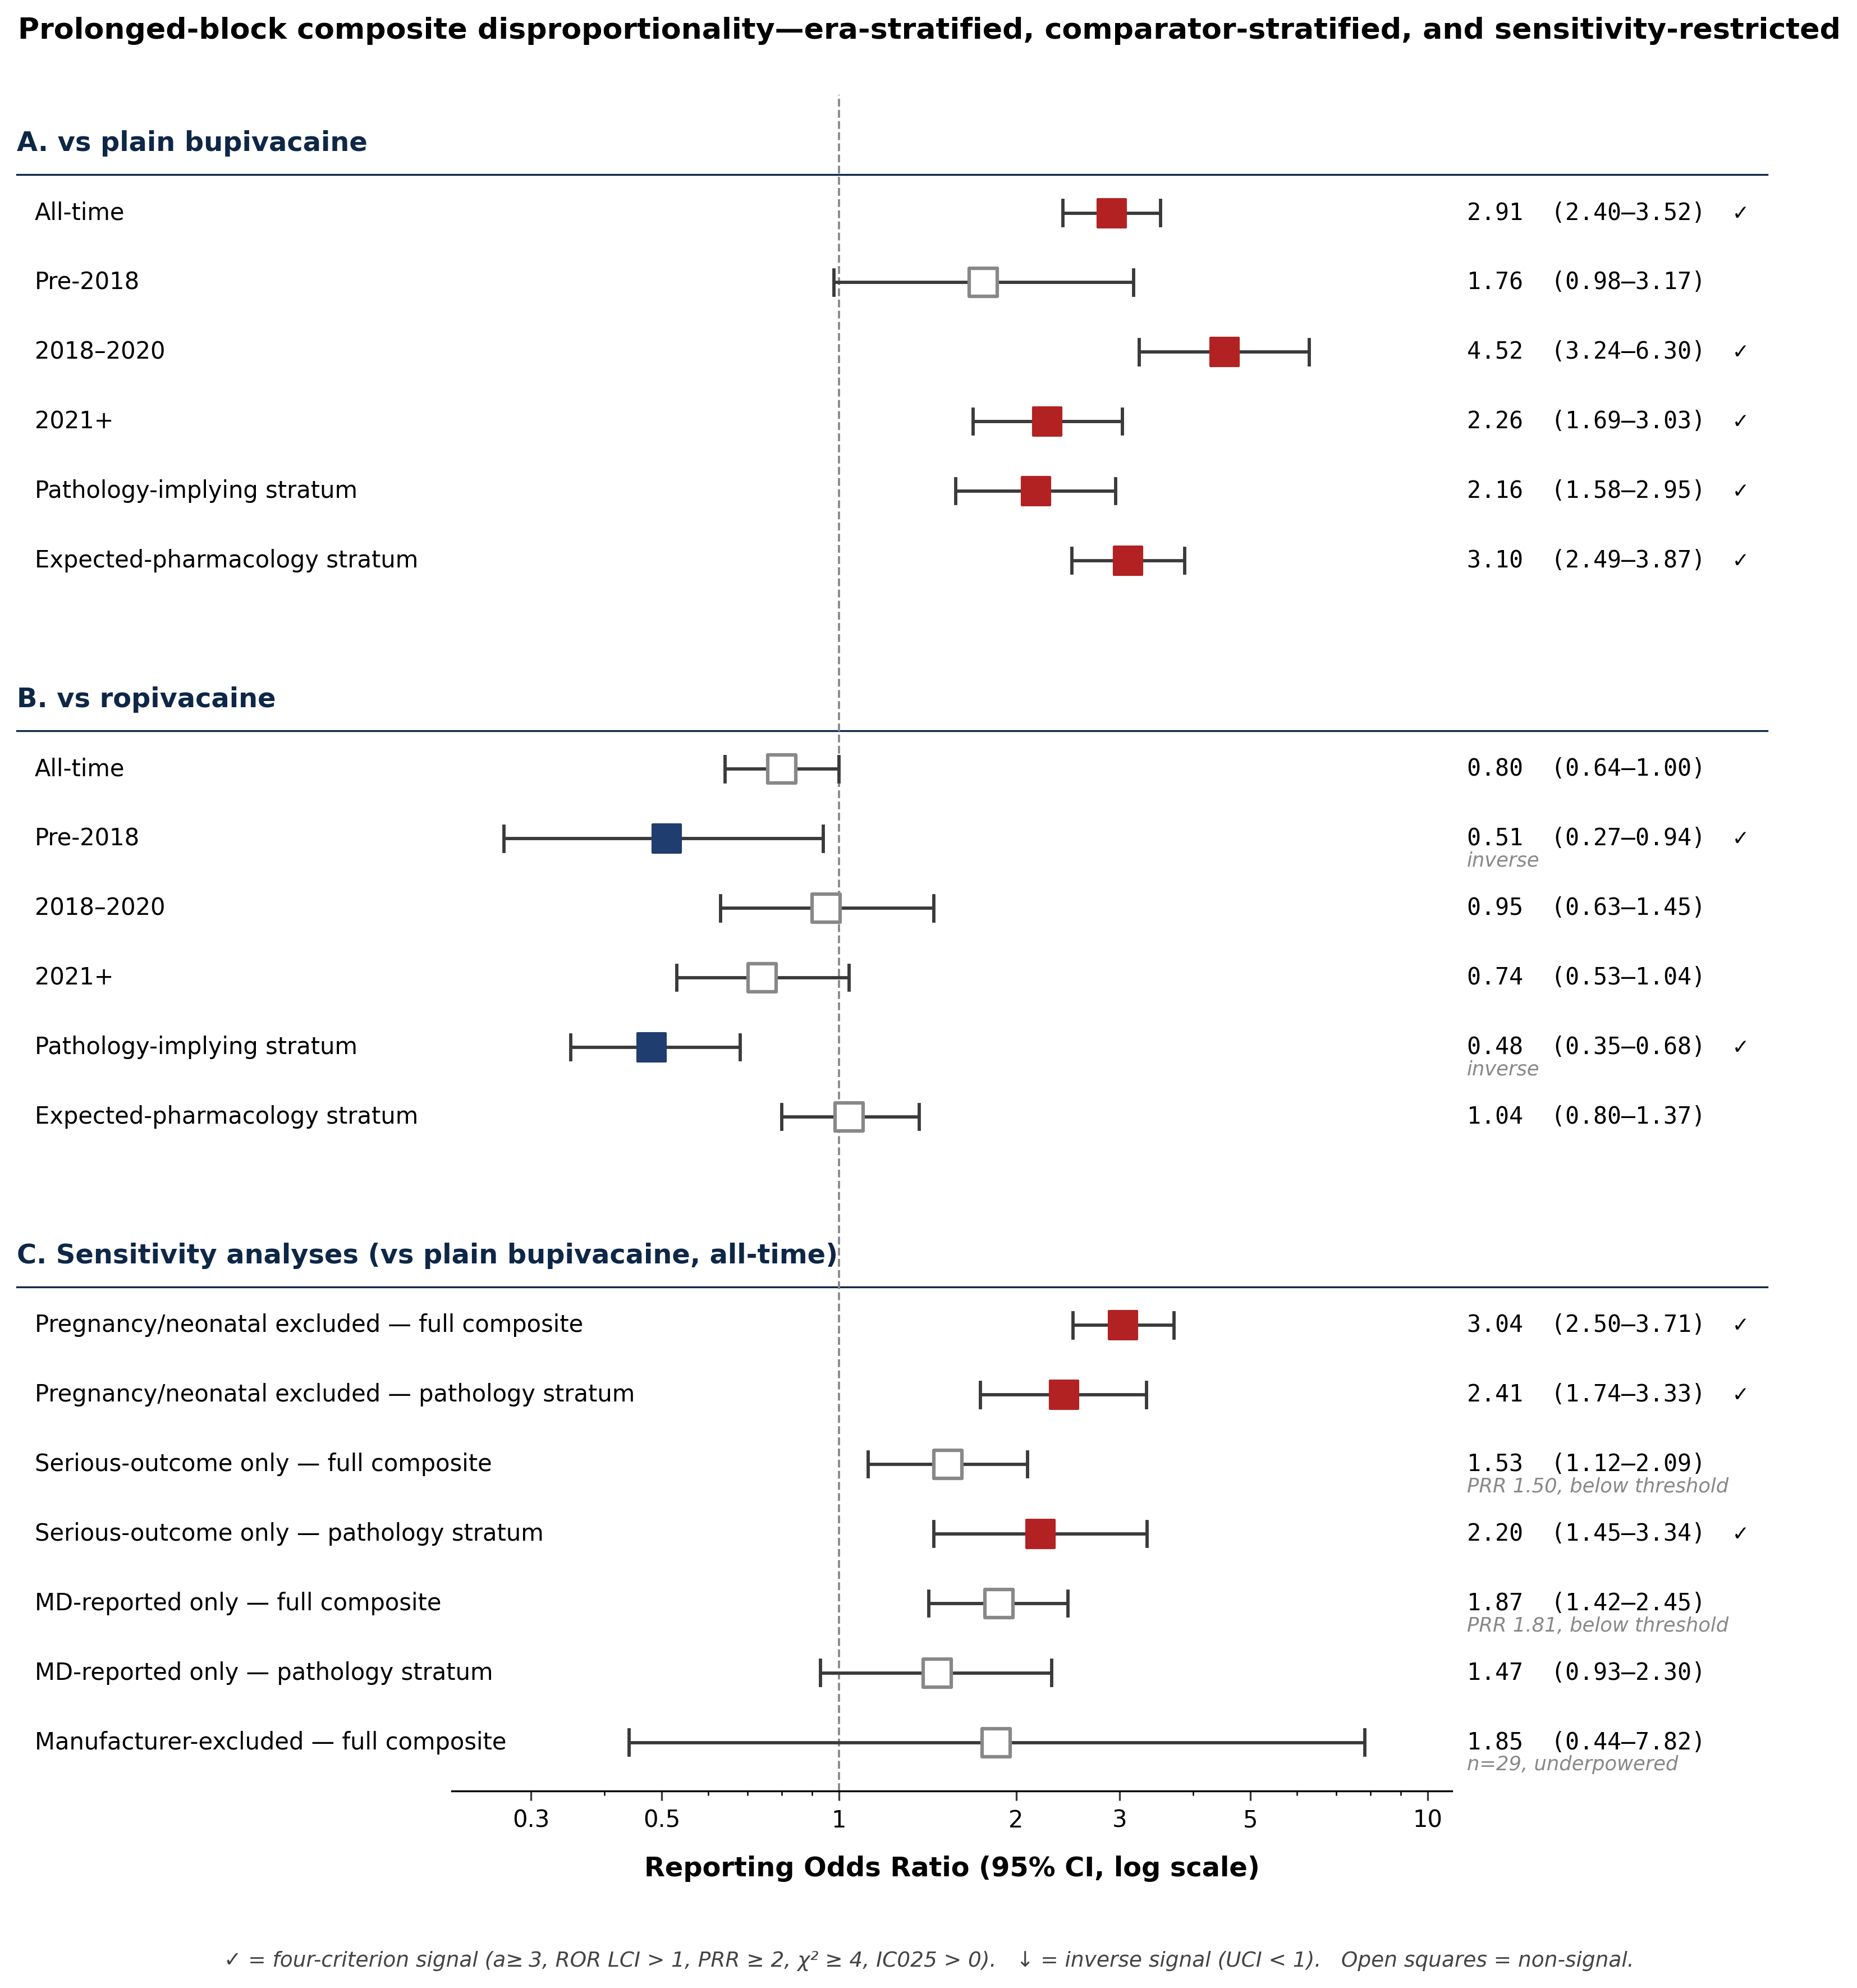 Prolonged-block composite disproportionality—era-stratified, comparator-stratified, and sensitivity-restricted
A. vs plain bupivacaine
All-time 2.91 (2.40–3.52) ✓
Pre-2018 1.76 (0.98–3.17)
2018–2020 4.52 (3.24–6.30) ✓
2021+ 2.26 (1.69–3.03) ✓
Pathology-implying stratum 2.16 (1.58–2.95) ✓
Expected-pharmacology stratum 3.10 (2.49–3.87) ✓
B. vs ropivacaine
All-time 0.80 (0.64–1.00)
Pre-2018 0.51 (0.27–0.94) ✓
inverse
2018–2020 0.95 (0.63–1.45)
2021+ 0.74 (0.53–1.04)
Pathology-implying stratum 0.48 (0.35–0.68) ✓
inverse
Expected-pharmacology stratum 1.04 (0.80–1.37)
C. Sensitivity analyses (vs plain bupivacaine, all-time)
Pregnancy/neonatal excluded — full composite 3.04 (2.50–3.71) ✓
Pregnancy/neonatal excluded — pathology stratum 2.41 (1.74–3.33) ✓
Serious-outcome only — full composite 1.53 (1.12–2.09)
PRR 1.50, below threshold
Serious-outcome only — pathology stratum 2.20 (1.45–3.34) ✓
MD-reported only — full composite 1.87 (1.42–2.45)
PRR 1.81, below threshold
MD-reported only — pathology stratum 1.47 (0.93–2.30)
Manufacturer-excluded — full composite 1.85 (0.44–7.82)
n=29, underpowered
0.3 0.5 1 2 3 5 10
Reporting Odds Ratio (95% CI, log scale)
✓ = four-criterion signal (a≥ 3, ROR LCI > 1, PRR ≥ 2, χ² ≥ 4, IC025 > 0). ↓ = inverse signal (UCI < 1). Open squares = non-signal.